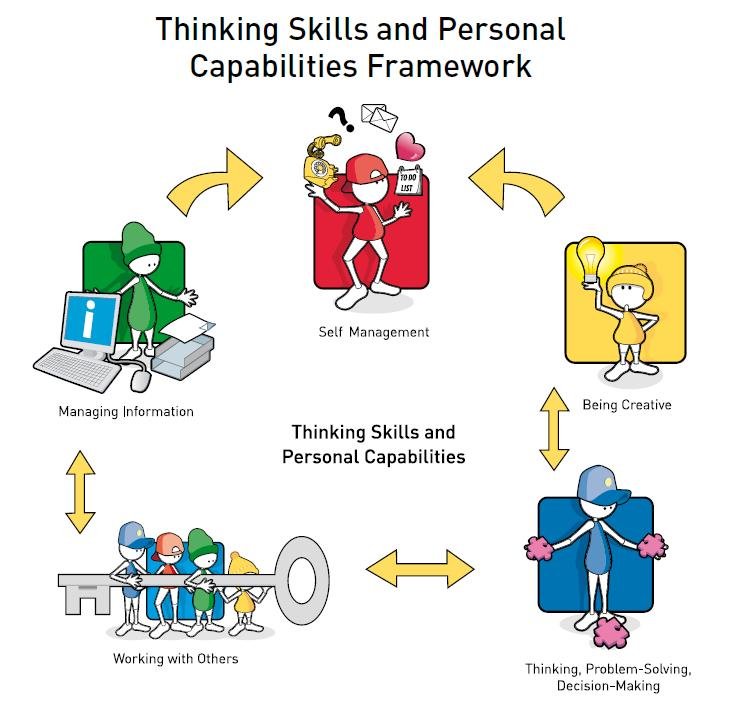 Thinking Skills and Personal
Capabilities Framework
?
TO DO
LIST
Self Management
i
Managing Information
Being Creative
Thinking Skills and
Personal Capabilities
Working with Others
Thinking, Problem-Solving,
Decision-Making